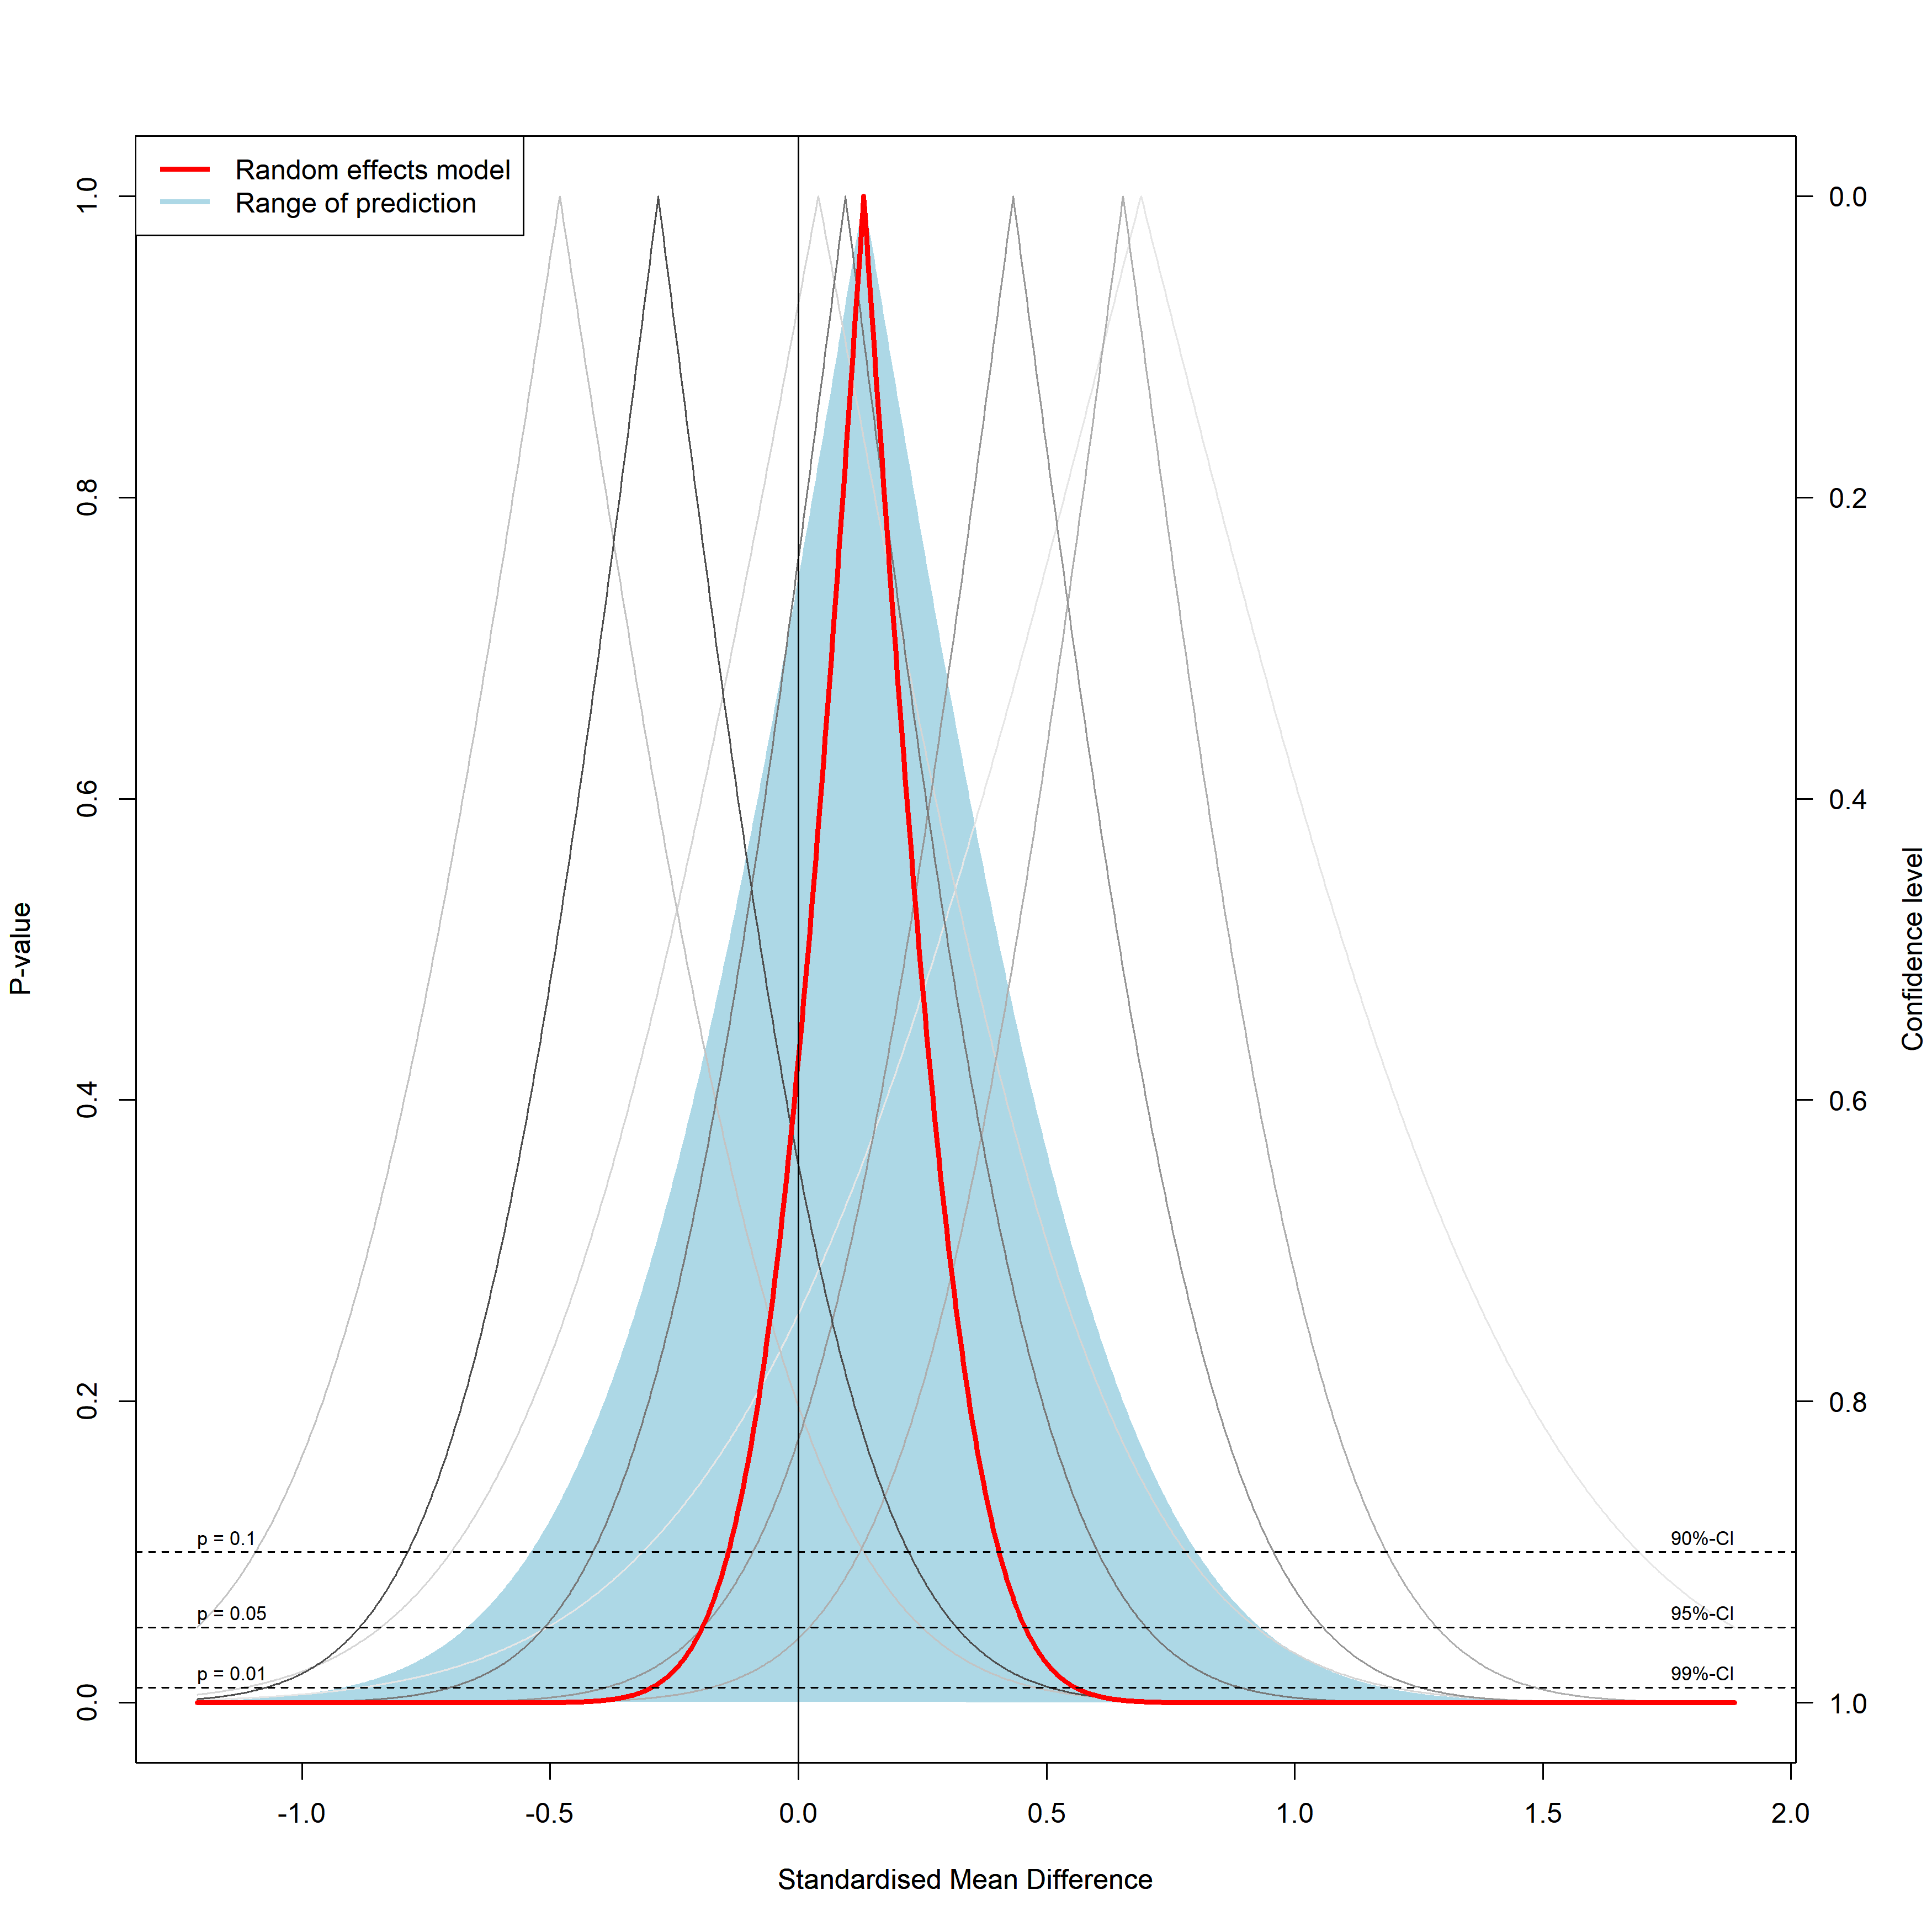 Random effects model
Range of prediction
1.0
0.8
0.6
0.4
0.2
0.0
P-value
0.0
0.2
0.4
0.6
0.8
1.0
Confidence level
p = 0.1
90%-CI
p = 0.05
95%-CI
p = 0.01
99%-CI
-1.0
-0.5
0.0
0.5
1.0
1.5
2.0
Standardised Mean Difference